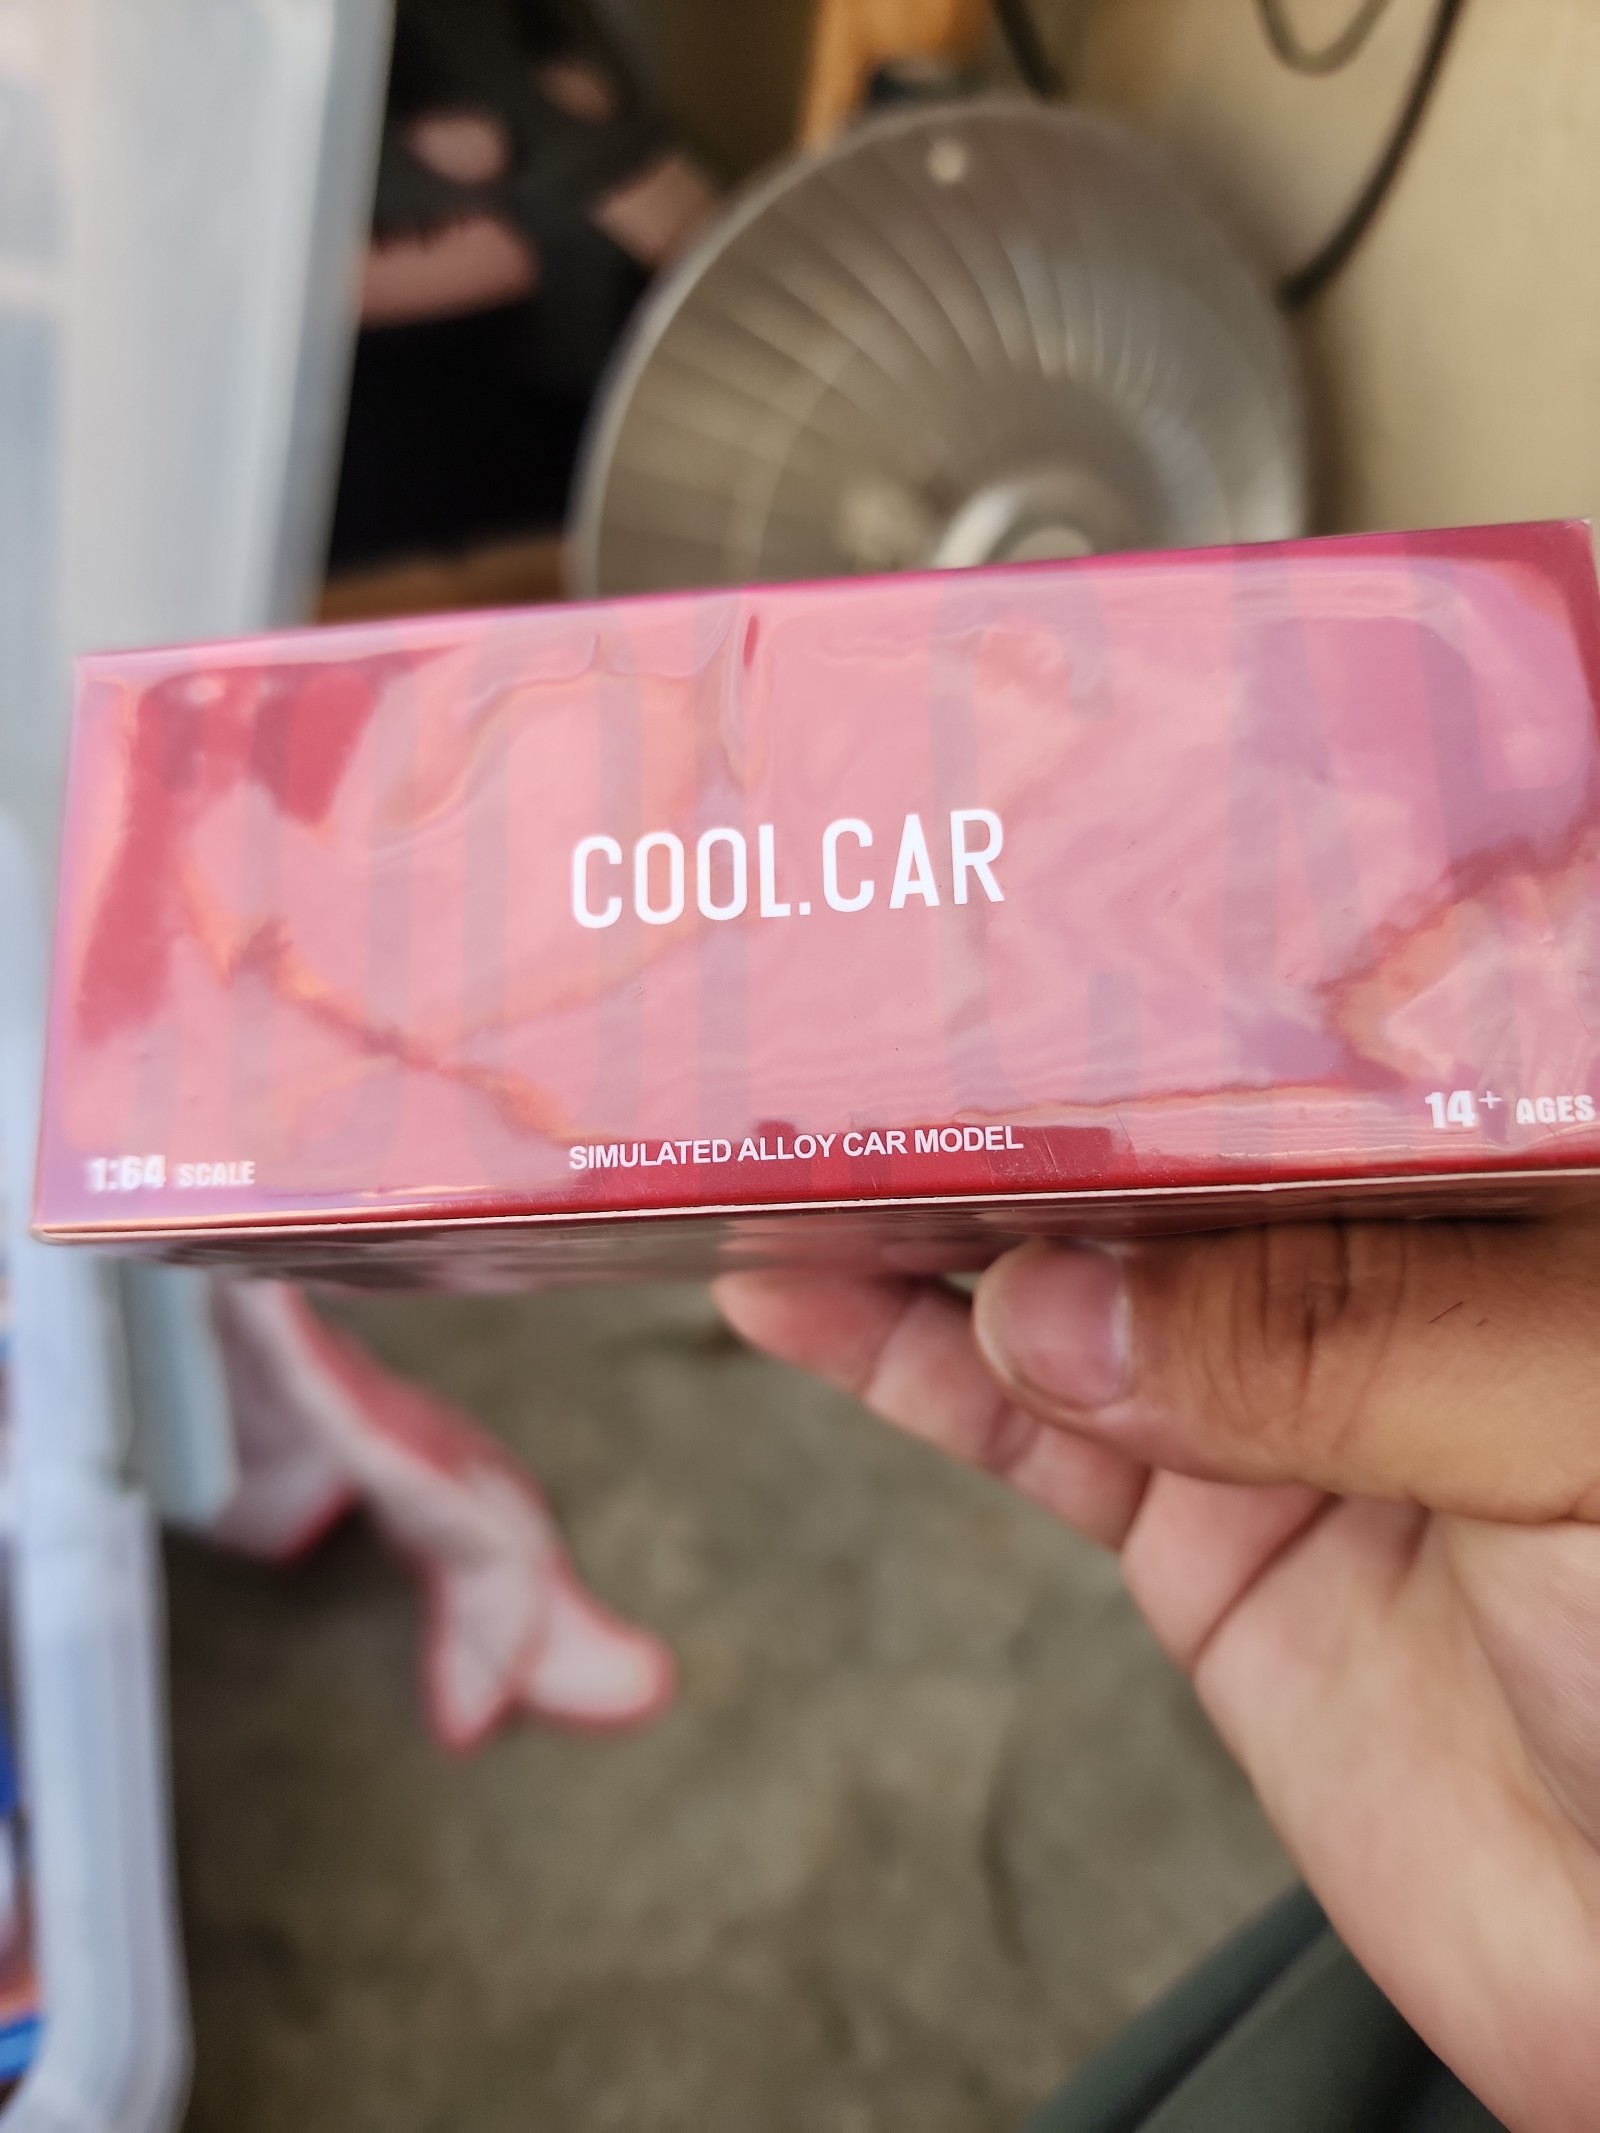 COOL.CAR
1:64 SCALE
SIMULATED ALLOY CAR MODEL
14+ AGES